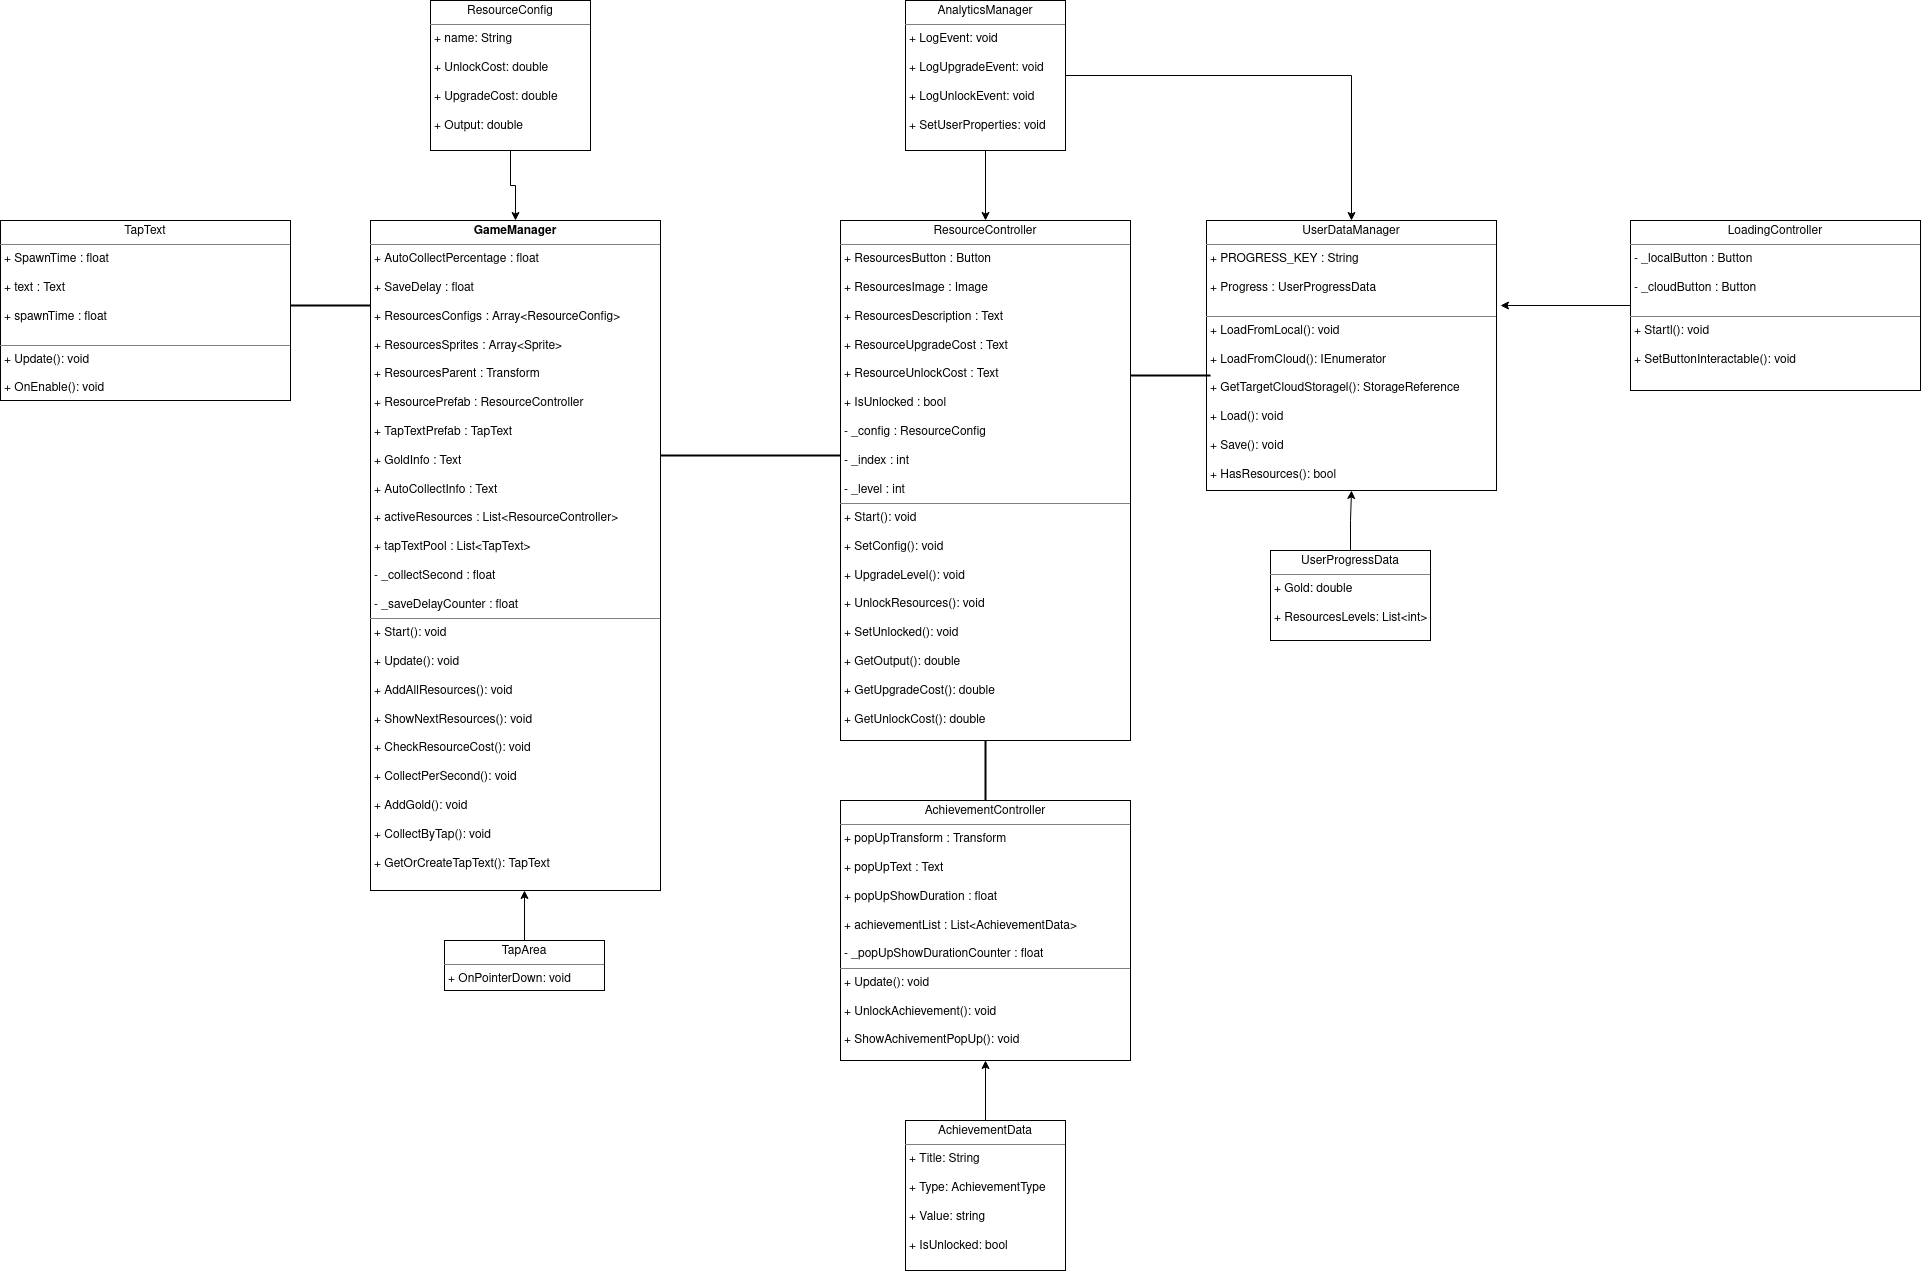 ResourceConfig
+ name: String
+ UnlockCost: double
+ UpgradeCost: double
+ Output: double
AnalyticsManager
+ LogEvent: void
+ LogUpgradeEvent: void
+ LogUnlockEvent: void
+ SetUserProperties: void
TapText
+ SpawnTime : float
+ text : Text
+ spawnTime : float
+ Update(): void
+ OnEnable(): void
GameManager
+ AutoCollectPercentage : float
+ SaveDelay : float
+ ResourcesConfigs : Array<ResourceConfig>
+ ResourcesSprites : Array<Sprite>
+ ResourcesParent : Transform
+ ResourcePrefab : ResourceController
+ TapTextPrefab : TapText
+ GoldInfo : Text
+ AutoCollectInfo : Text
+ activeResources : List<ResourceController>
+ tapTextPool : List<TapText>
- _collectSecond : float
- _saveDelayCounter : float
+ Start(): void
+ Update(): void
+ AddAllResources(): void
+ ShowNextResources(): void
+ CheckResourceCost(): void
+ CollectPerSecond(): void
+ AddGold(): void
+ CollectByTap(): void
+ GetOrCreateTapText(): TapText
ResourceController
+ ResourcesButton : Button
+ ResourcesImage : Image
+ ResourcesDescription : Text
+ ResourceUpgradeCost : Text
+ ResourceUnlockCost : Text
+ IsUnlocked : bool
- _config : ResourceConfig
- _index : int
- _level : int
+ Start(): void
+ SetConfig(): void
+ UpgradeLevel(): void
+ UnlockResources(): void
+ SetUnlocked(): void
+ GetOutput(): double
+ GetUpgradeCost(): double
+ GetUnlockCost(): double
UserDataManager
+ PROGRESS_KEY : String
+ Progress : UserProgressData
+ LoadFromLocal(): void
+ LoadFromCloud(): IEnumerator
+ GetTargetCloudStoragel(): StorageReference
+ Load(): void
+ Save(): void
+ HasResources(): bool
LoadingController
- _localButton : Button
- _cloudButton : Button
+ Startl(): void
+ SetButtonInteractable(): void
UserProgressData
+ Gold: double
+ ResourcesLevels: List<int>
AchievementController
+ popUpTransform : Transform
+ popUpText : Text
+ popUpShowDuration : float
+ achievementList : List<AchievementData>
- _popUpShowDurationCounter : float
+ Update(): void
+ UnlockAchievement(): void
+ ShowAchivementPopUp(): void
TapArea
+ OnPointerDown: void
AchievementData
+ Title: String
+ Type: AchievementType
+ Value: string
+ IsUnlocked: bool